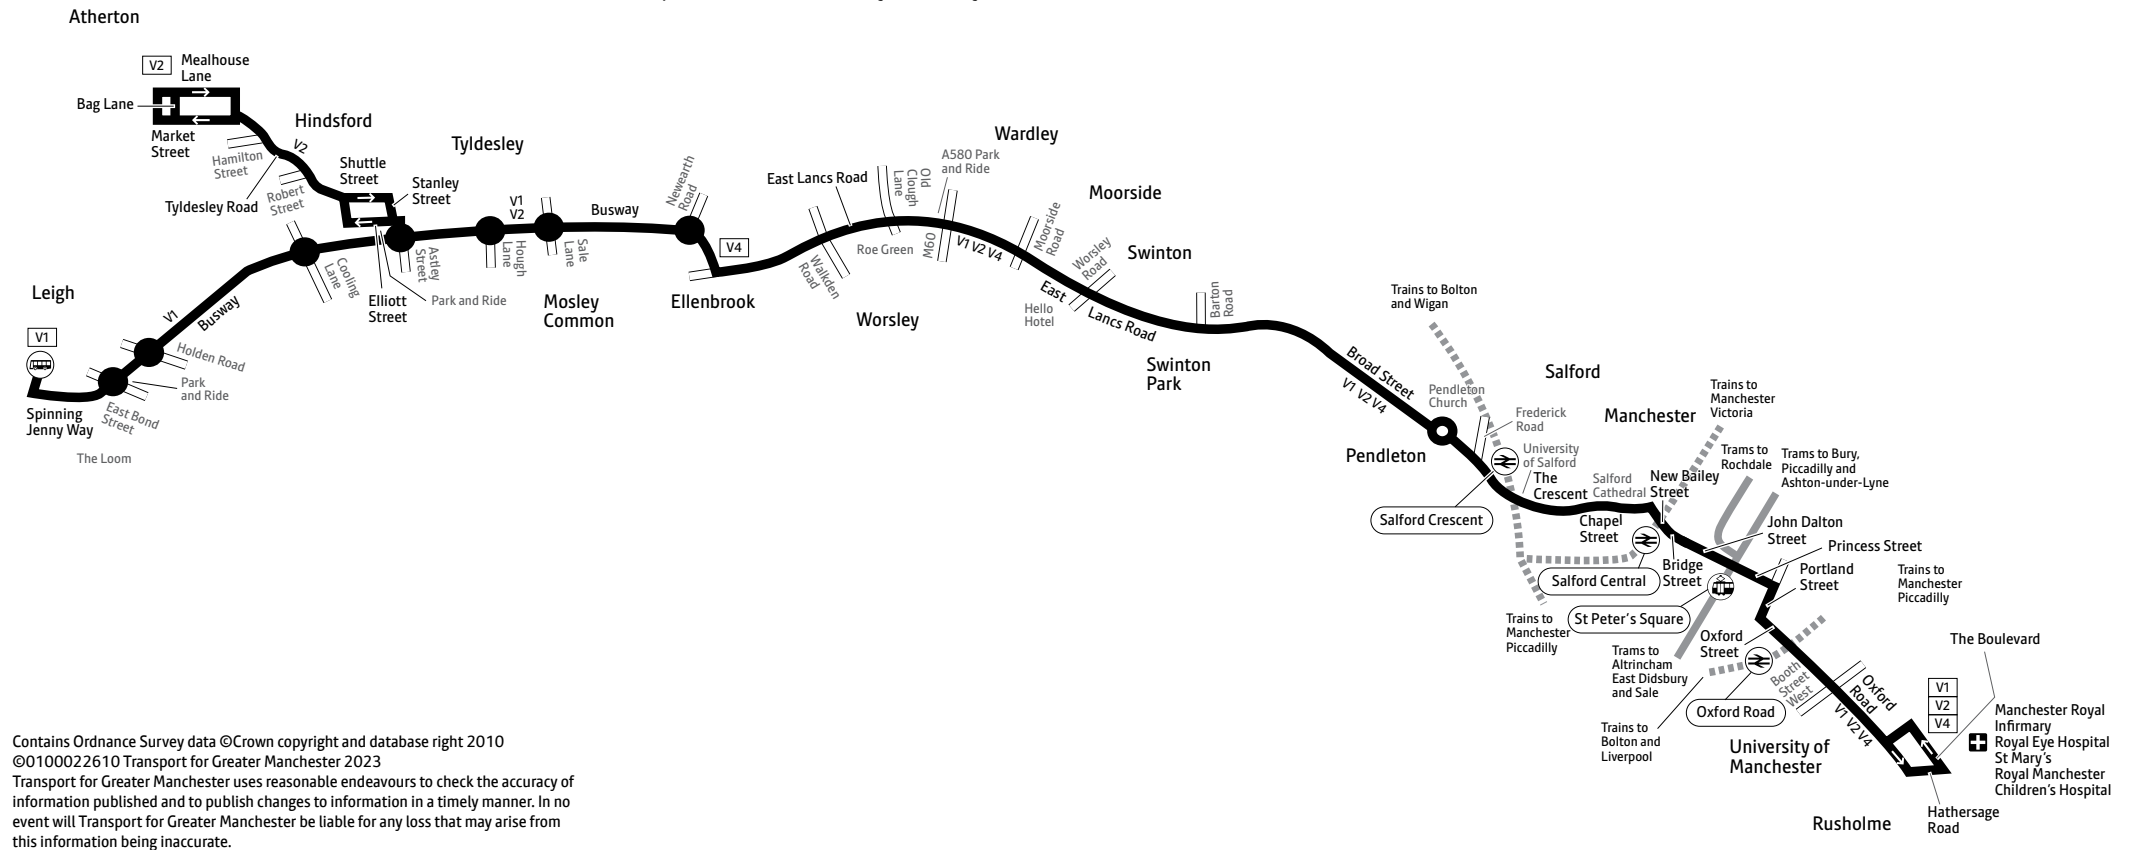 Atherton
V2
Mealhouse
Lane
Bag Lane
Market
Street
Hamilton
Street
Hindsford
V2
Tyldesley Road
Robert
Street
Shuttle
Street
Stanley
Street
Tyldesley
V1
V2
Busway
Newearth
Road
Cooling
Lane
Elliott
Street
Astley
Street
Park and Ride
Hough
Lane
Sale
Lane
Mosley
Common
V4
Ellenbrook
Leigh
V1
V1
Busway
Holden Road
Park
and Ride
East Bond
Street
Spinning
Jenny Way
The Loom
East Lancs Road
Walkden
Road
Worsley
Old
Clough
Lane
Roe Green
Wardley
A580 Park
and Ride
M60
V1 V2 V4
Moorside
Moorside
Road
Swinton
Worsley
Road
East
Lancs Road
Hello
Hotel
Barton
Road
Swinton
Park
Trains to Bolton
and Wigan
Broad Street
V1 V2 V4
Pendleton
Church
Pendleton
Salford
Frederick
Road
University
of Salford
The
Crescent
Salford Crescent
Manchester
Salford
Cathedral
Chapel
Street
New Bailey
Street
Trains to
Manchester
Victoria
Trams to
Rochdale
Trams to Bury,
Piccadilly and
Ashton-under-Lyne
John Dalton
Street
Princess Street
Bridge
Street
Salford Central
St Peter's Square
Portland
Street
Trains to
Manchester
Piccadilly
Trains to
Manchester
Piccadilly
Oxford
Street
Trams to
Altrincham
East Didsbury
and Sale
Oxford Road
Booth
Street
West
Oxford
Road
V1 V2 V4
Trains to
Bolton and
Liverpool
University of
Manchester
The Boulevard
V1
V2
V4
Manchester Royal
Infirmary
Royal Eye Hospital
St Mary's
Royal Manchester
Children's Hospital
Hathersage
Road
Rusholme
Contains Ordnance Survey data ©Crown copyright and database right 2010
©0100022610 Transport for Greater Manchester 2023
Transport for Greater Manchester uses reasonable endeavours to check the accuracy of
information published and to publish changes to information in a timely manner. In no
event will Transport for Greater Manchester be liable for any loss that may arise from
this information being inaccurate.